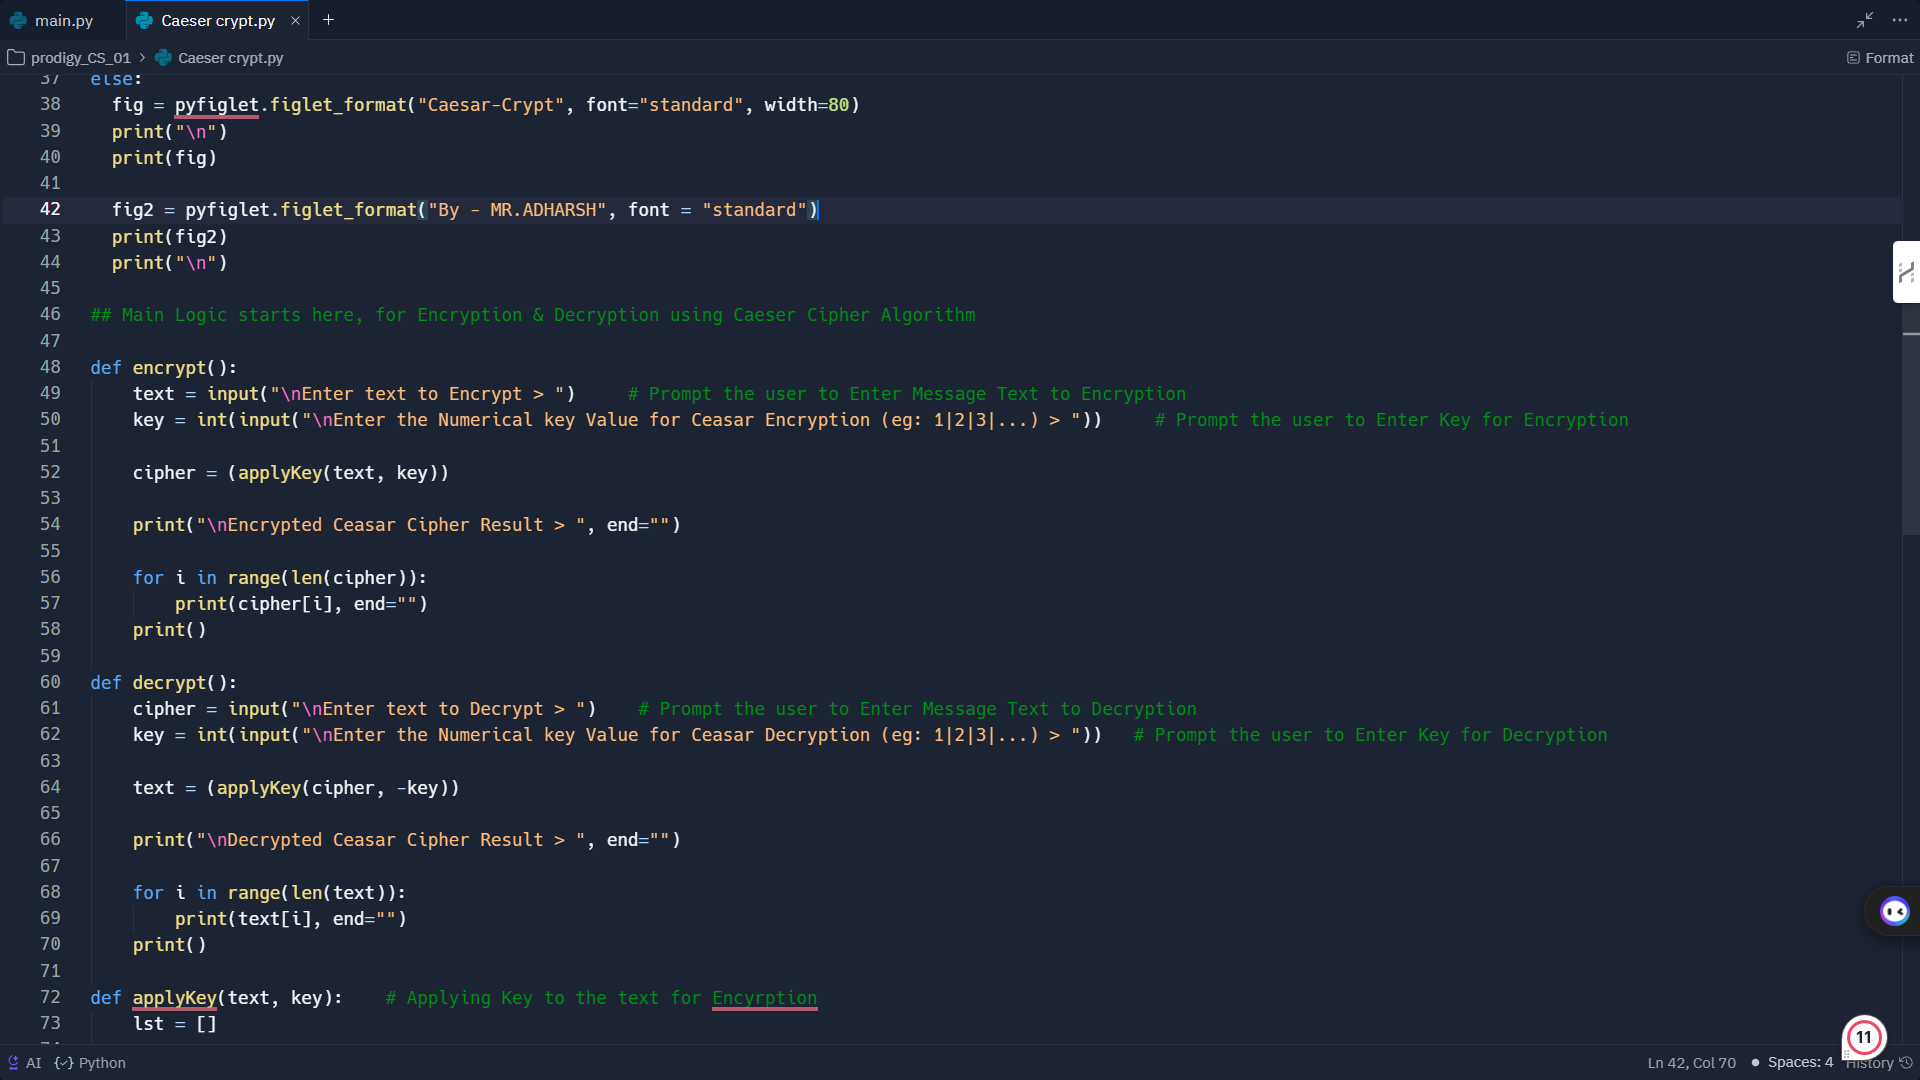 main.py
Caeser crypt.py
prodigy_CS_01 > Caeser crypt.py
Format
37 else:
38 fig = pyfiglet.figlet_format("Caesar-Crypt", font="standard", width=80)
39 print("\n")
40 print(fig)
41
42 fig2 = pyfiglet.figlet_format("By - MR.ADHARSH", font = "standard")
43 print(fig2)
44 print("\n")
45
46 ## Main Logic starts here, for Encryption & Decryption using Caeser Cipher Algorithm
47
48 def encrypt():
49 text = input("\nEnter text to Encrypt > ") # Prompt the user to Enter Message Text to Encryption
50 key = int(input("\nEnter the Numerical key Value for Ceasar Encryption (eg: 1|2|3|...) > ")) # Prompt the user to Enter Key for Encryption
51
52 cipher = (applyKey(text, key))
53
54 print("\nEncrypted Ceasar Cipher Result > ", end="")
55
56 for i in range(len(cipher)):
57 print(cipher[i], end="")
58 print()
59
60 def decrypt():
61 cipher = input("\nEnter text to Decrypt > ") # Prompt the user to Enter Message Text to Decryption
62 key = int(input("\nEnter the Numerical key Value for Ceasar Decryption (eg: 1|2|3|...) > ")) # Prompt the user to Enter Key for Decryption
63
64 text = (applyKey(cipher, -key))
65
66 print("\nDecrypted Ceasar Cipher Result > ", end="")
67
68 for i in range(len(text)):
69 print(text[i], end="")
70 print()
71
72 def applyKey(text, key): # Applying Key to the text for Encyrption
73 lst = []
11
AI Python
Ln 42, Col 70 • Spaces: 4 History